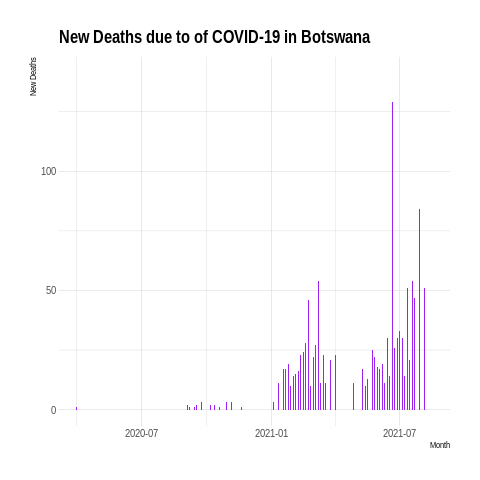 New Deaths due to of COVID-19 in Botswana
New Deaths
100
50
0
2020-07 2021-01 2021-07
Month